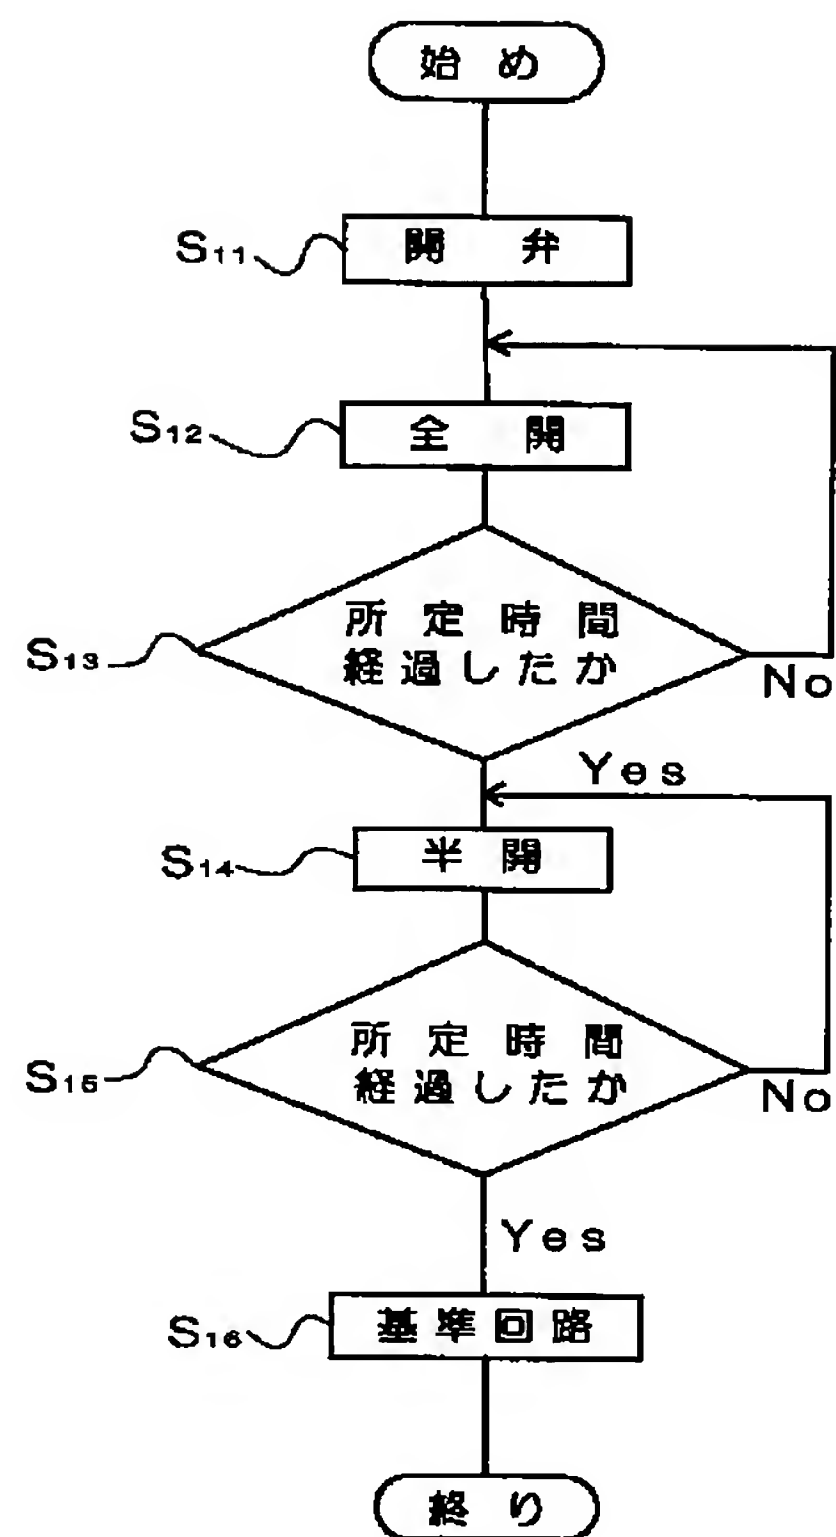 始め
S11
開弁
S12
全開
S13
所定時間
経過したか
No
Yes
S14
半開
S15
所定時間
経過したか
No
Yes
S16
基準回路
終り